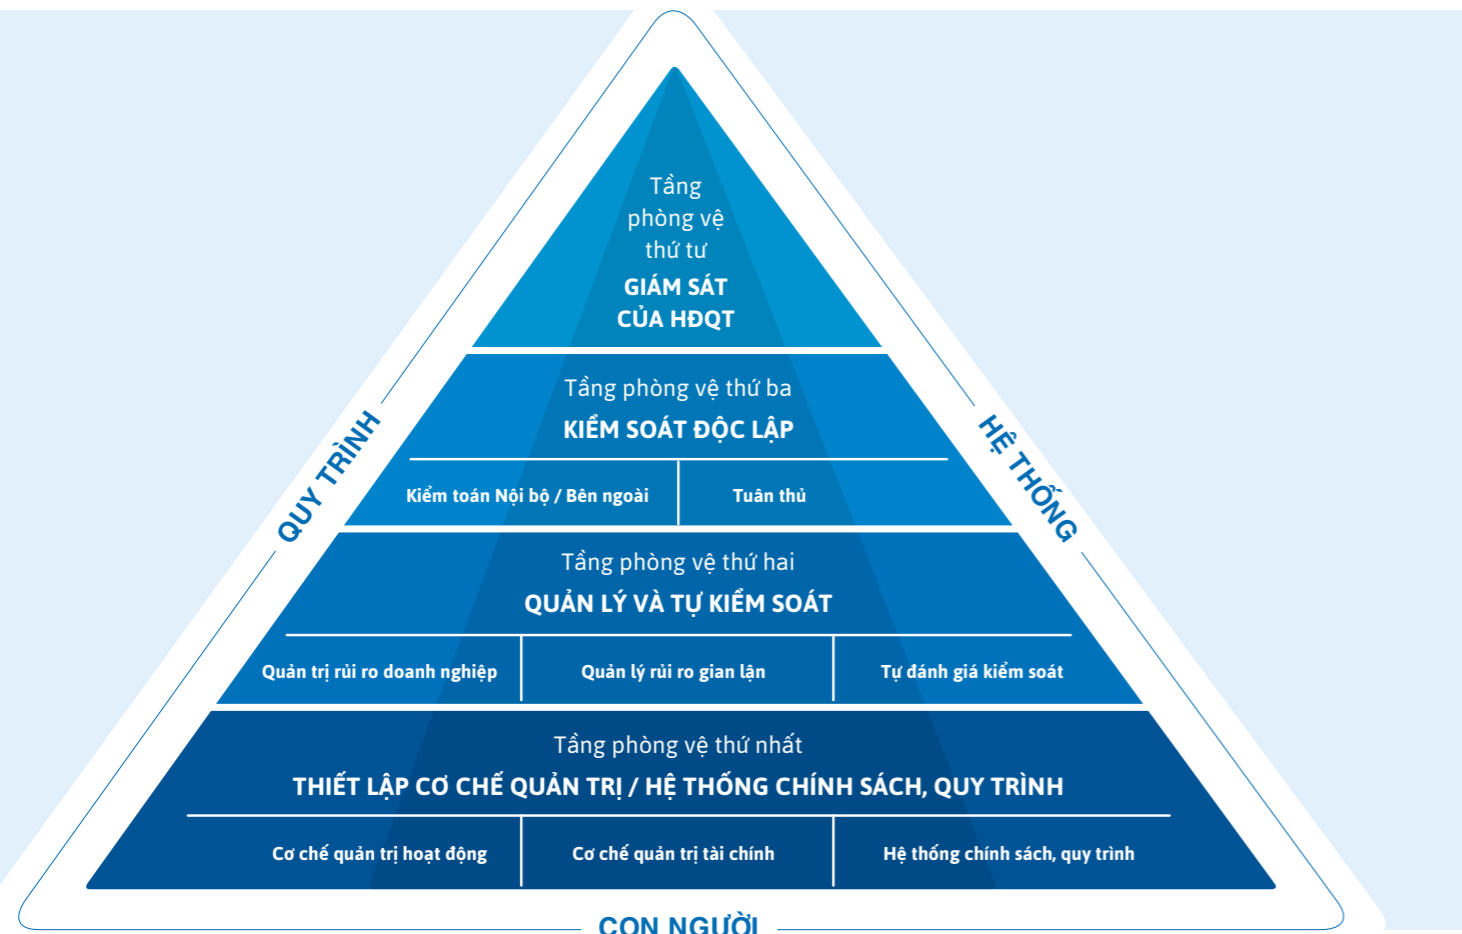 Tầng
phòng vệ
thứ tư
GIÁM SÁT
CỦA HĐQT
Tầng phòng vệ thứ ba
KIỂM SOÁT ĐỘC LẬP
Kiểm toán Nội bộ / Bên ngoài
Tuân thủ
QUY TRÌNH
HỆ THỐNG
Tầng phòng vệ thứ hai
QUẢN LÝ VÀ TỰ KIỂM SOÁT
Quản trị rủi ro doanh nghiệp
Quản lý rủi ro gian lận
Tự đánh giá kiểm soát
Tầng phòng vệ thứ nhất
THIẾT LẬP CƠ CHẾ QUẢN TRỊ / HỆ THỐNG CHÍNH SÁCH, QUY TRÌNH
Cơ chế quản trị hoạt động
Cơ chế quản trị tài chính
Hệ thống chính sách, quy trình
CON NGƯỜI